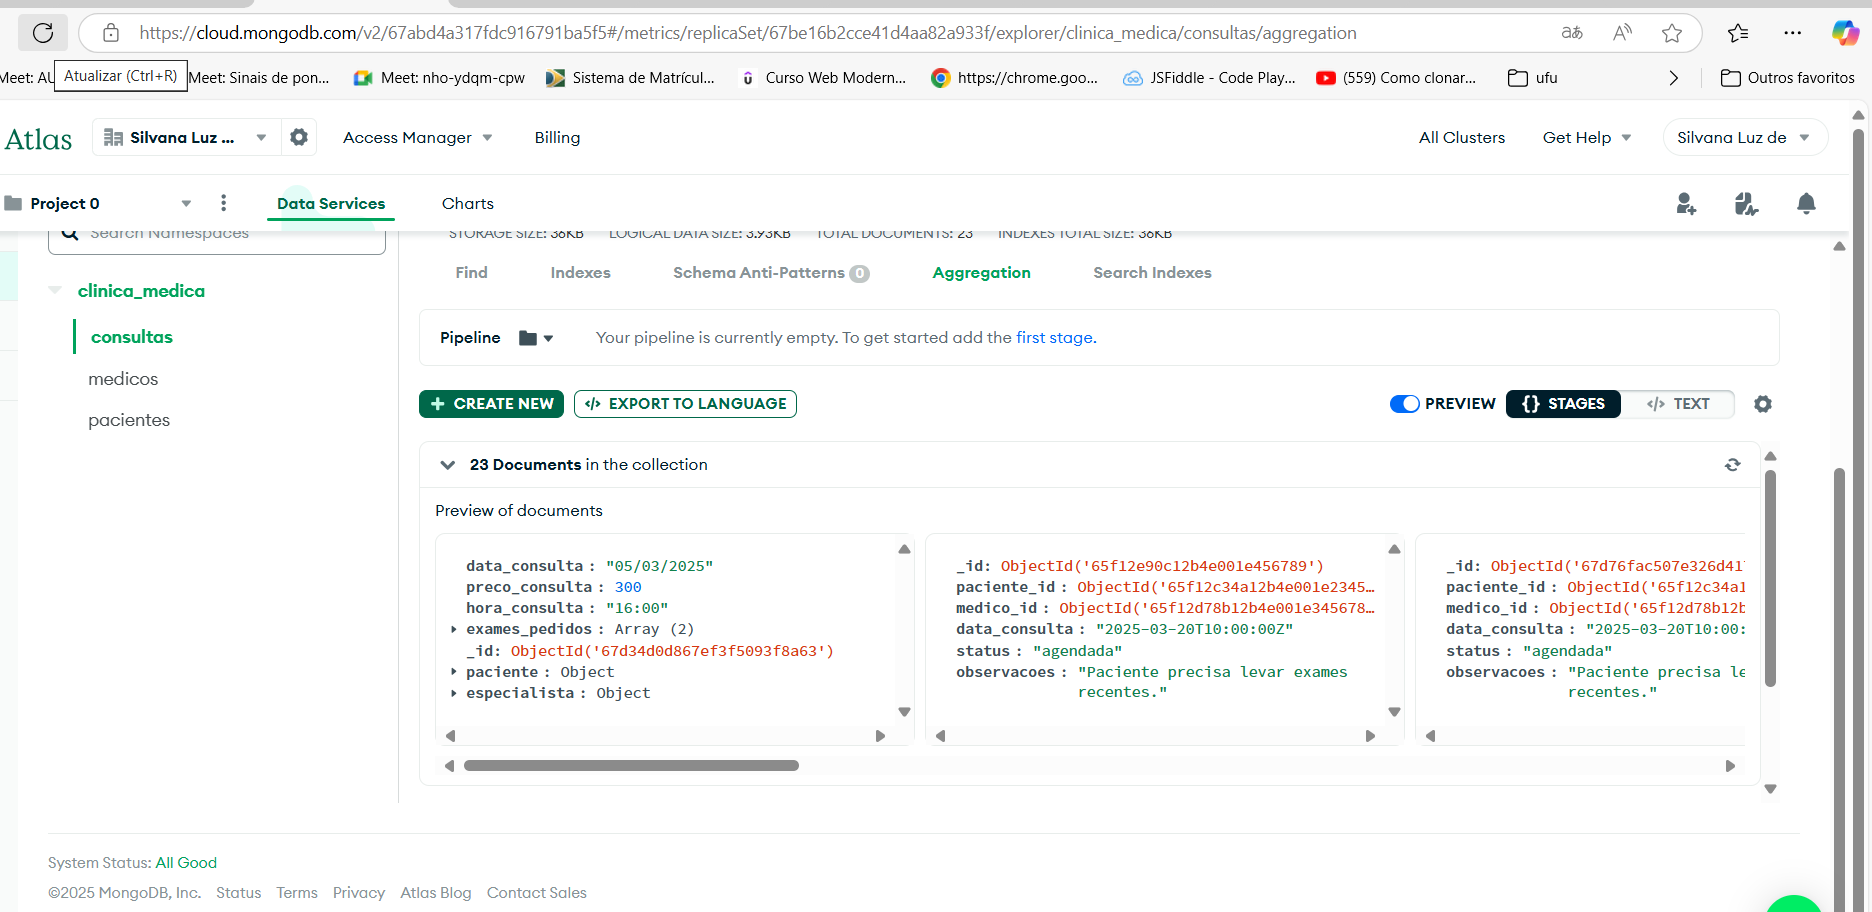 https://cloud.mongodb.com/v2/67abd4a317fdc916791ba5f5#/metrics/replicaSet/67be16b2cce41d4aa82a933f/explorer/clinica_medica/consultas/aggregation
Meet: AU
Atualizar (Ctrl+R)
Meet: Sinais de pon...
Meet: nho-ydqm-cpw
Sistema de Matrícul...
Curso Web Modern...
https://chrome.goo...
JSFiddle - Code Play...
(559) Como clonar...
ufu
Outros favoritos
Atlas
Silvana Luz ...
Access Manager
Billing
All Clusters
Get Help
Silvana Luz de
Project 0
Data Services
Charts
Search Namespaces
STORAGE SIZE: 36KB
LOGICAL DATA SIZE: 3.93KB
TOTAL DOCUMENTS: 23
INDEXES TOTAL SIZE: 36KB
Find
Indexes
Schema Anti-Patterns 0
Aggregation
Search Indexes
clinica_medica
consultas
medicos
pacientes
Pipeline
Your pipeline is currently empty. To get started add the first stage.
+ CREATE NEW
</> EXPORT TO LANGUAGE
PREVIEW
{} STAGES
</> TEXT
23 Documents in the collection
Preview of documents
data_consulta : "05/03/2025"
preco_consulta : 300
hora_consulta : "16:00"
exames_pedidos : Array (2)
_id: ObjectId('67d34d0d867ef3f5093f8a63')
paciente : Object
especialista : Object
_id: ObjectId('65f12e90c12b4e001e456789')
paciente_id : ObjectId('65f12c34a12b4e001e2345…
medico_id : ObjectId('65f12d78b12b4e001e345678…
data_consulta : "2025-03-20T10:00:00Z"
status : "agendada"
observacoes : "Paciente precisa levar exames
recentes."
_id: ObjectId('67d76fac507e326d41
paciente_id : ObjectId('65f12c34a1
medico_id : ObjectId('65f12d78b12b
data_consulta : "2025-03-20T10:00:
status : "agendada"
observacoes : "Paciente precisa le
recentes."
System Status: All Good
©2025 MongoDB, Inc.
Status
Terms
Privacy
Atlas Blog
Contact Sales